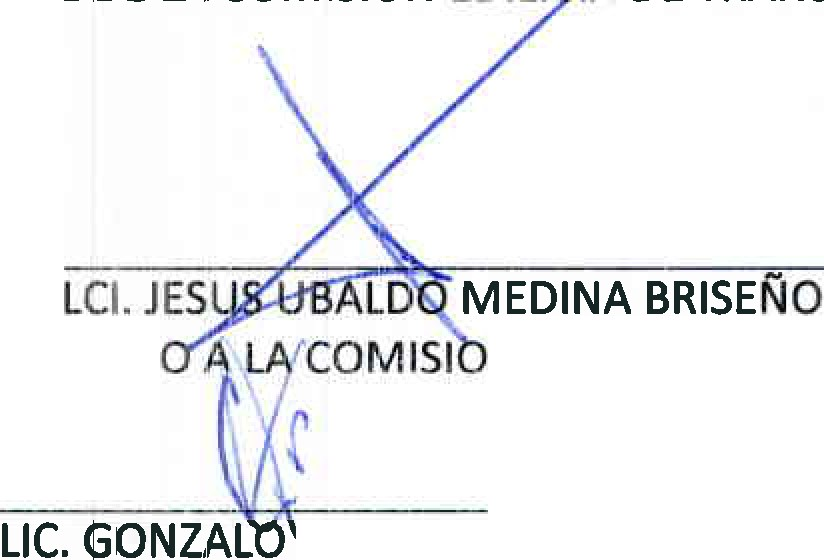 LCI. JESUS UBALDO MEDINA BRISEÑO
O A LA COMISIO
LIC. GONZALO